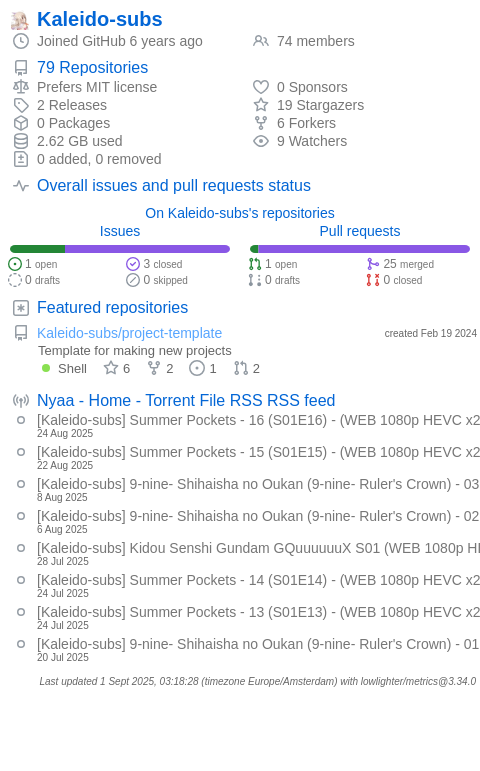 Kaleido-subs
Joined GitHub 6 years ago
74 members
79 Repositories
Prefers MIT license
0 Sponsors
2 Releases
19 Stargazers
0 Packages
6 Forkers
2.62 GB used
9 Watchers
0 added, 0 removed
Overall issues and pull requests status
On Kaleido-subs's repositories
Issues
Pull requests
1 open
3 closed
1 open
25 merged
0 drafts
0 skipped
0 drafts
0 closed
Featured repositories
Kaleido-subs/project-template
created Feb 19 2024
Template for making new projects
Shell 6 2 1 2
Nyaa - Home - Torrent File RSS RSS feed
[Kaleido-subs] Summer Pockets - 16 (S01E16) - (WEB 1080p HEVC x2
24 Aug 2025
[Kaleido-subs] Summer Pockets - 15 (S01E15) - (WEB 1080p HEVC x2
22 Aug 2025
[Kaleido-subs] 9-nine- Shihaisha no Oukan (9-nine- Ruler's Crown) - 03
8 Aug 2025
[Kaleido-subs] 9-nine- Shihaisha no Oukan (9-nine- Ruler's Crown) - 02
6 Aug 2025
[Kaleido-subs] Kidou Senshi Gundam GQuuuuuuX S01 (WEB 1080p HE
28 Jul 2025
[Kaleido-subs] Summer Pockets - 14 (S01E14) - (WEB 1080p HEVC x2
24 Jul 2025
[Kaleido-subs] Summer Pockets - 13 (S01E13) - (WEB 1080p HEVC x2
24 Jul 2025
[Kaleido-subs] 9-nine- Shihaisha no Oukan (9-nine- Ruler's Crown) - 01
20 Jul 2025
Last updated 1 Sept 2025, 03:18:28 (timezone Europe/Amsterdam) with lowlighter/metrics@3.34.0